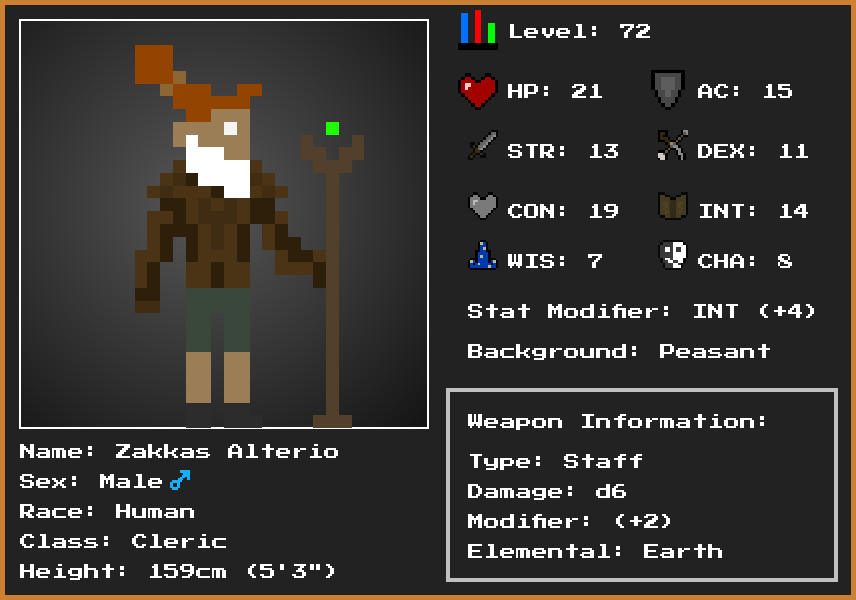 Level: 72
HP: 21 AC: 15
STR: 13 DEX: 11
CON: 19 INT: 14
WIS: 7 CHA: 8
Stat Modifier: INT (+4)
Background: Peasant
Weapon Information:
Type: Staff
Damage: d6
Modifier: (+2)
Elemental: Earth
Name: Zakkas Alterio
Sex: Male♂
Race: Human
Class: Cleric
Height: 159cm (5'3")